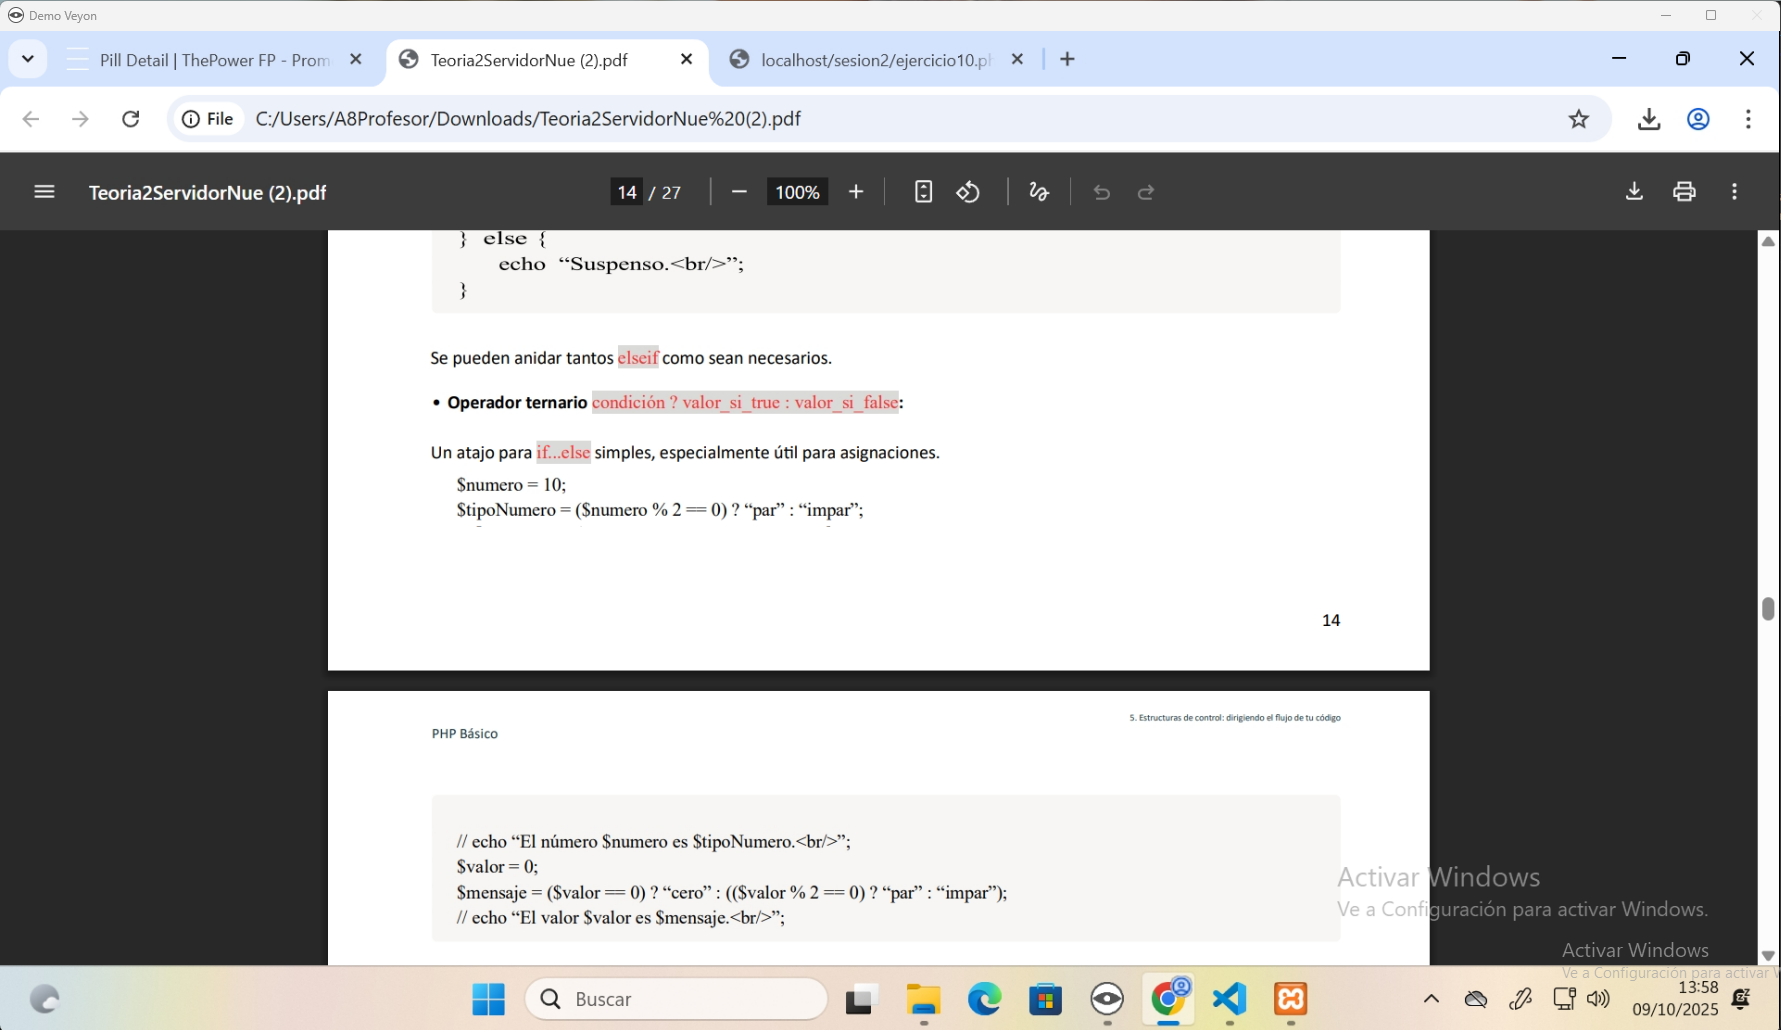 Demo Veyon
Pill Detail | ThePower FP - Prom
Teoria2ServidorNue (2).pdf
localhost/sesion2/ejercicio10.ph
File
C:/Users/A8Profesor/Downloads/Teoria2ServidorNue%20(2).pdf
Teoria2ServidorNue (2).pdf
14 / 27
100%
} else {
echo “Suspenso.<br/>”;
}
Se pueden anidar tantos elseif como sean necesarios.
• Operador ternario condición ? valor_si_true : valor_si_false:
Un atajo para if...else simples, especialmente útil para asignaciones.
$numero = 10;
$tipoNumero = ($numero % 2 == 0) ? “par” : “impar”;
14
5. Estructuras de control: dirigiendo el flujo de tu código
PHP Básico
// echo “El número $numero es $tipoNumero.<br/>”;
$valor = 0;
$mensaje = ($valor == 0) ? “cero” : (($valor % 2 == 0) ? “par” : “impar”);
// echo “El valor $valor es $mensaje.<br/>”;
Activar Windows
Ve a Configuración para activar Windows.
Activar Windows
Ve a Configuración para activar
Buscar
13:58
09/10/2025